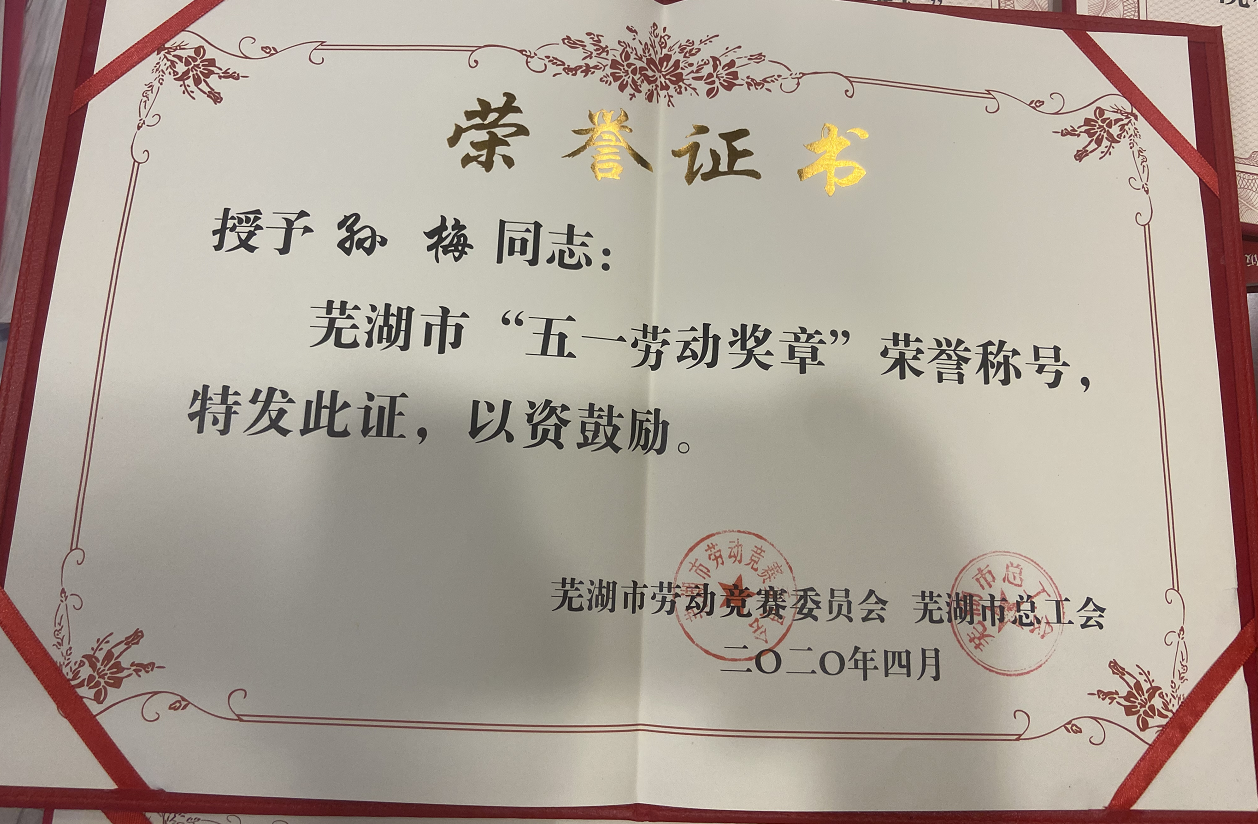 荣誉证书
授予 孙 梅 同志：
芜湖市“五一劳动奖章”荣誉称号，
特发此证，以资鼓励。
芜湖市劳动竞赛委员会 芜湖市总工会
二〇二〇年四月